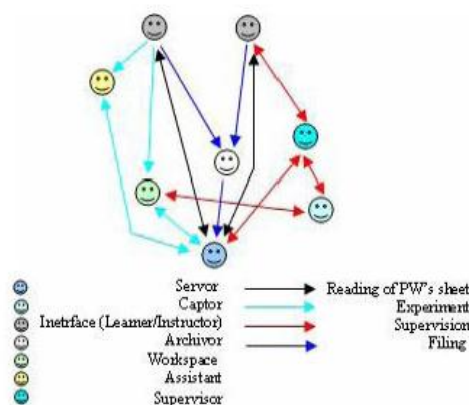 Servor
Reading of PW's sheet
Captor
Experiment
Inetrface (Learner/Instructor)
Supervision
Archivor
Filing
Workspace
Assistant
Supervisor